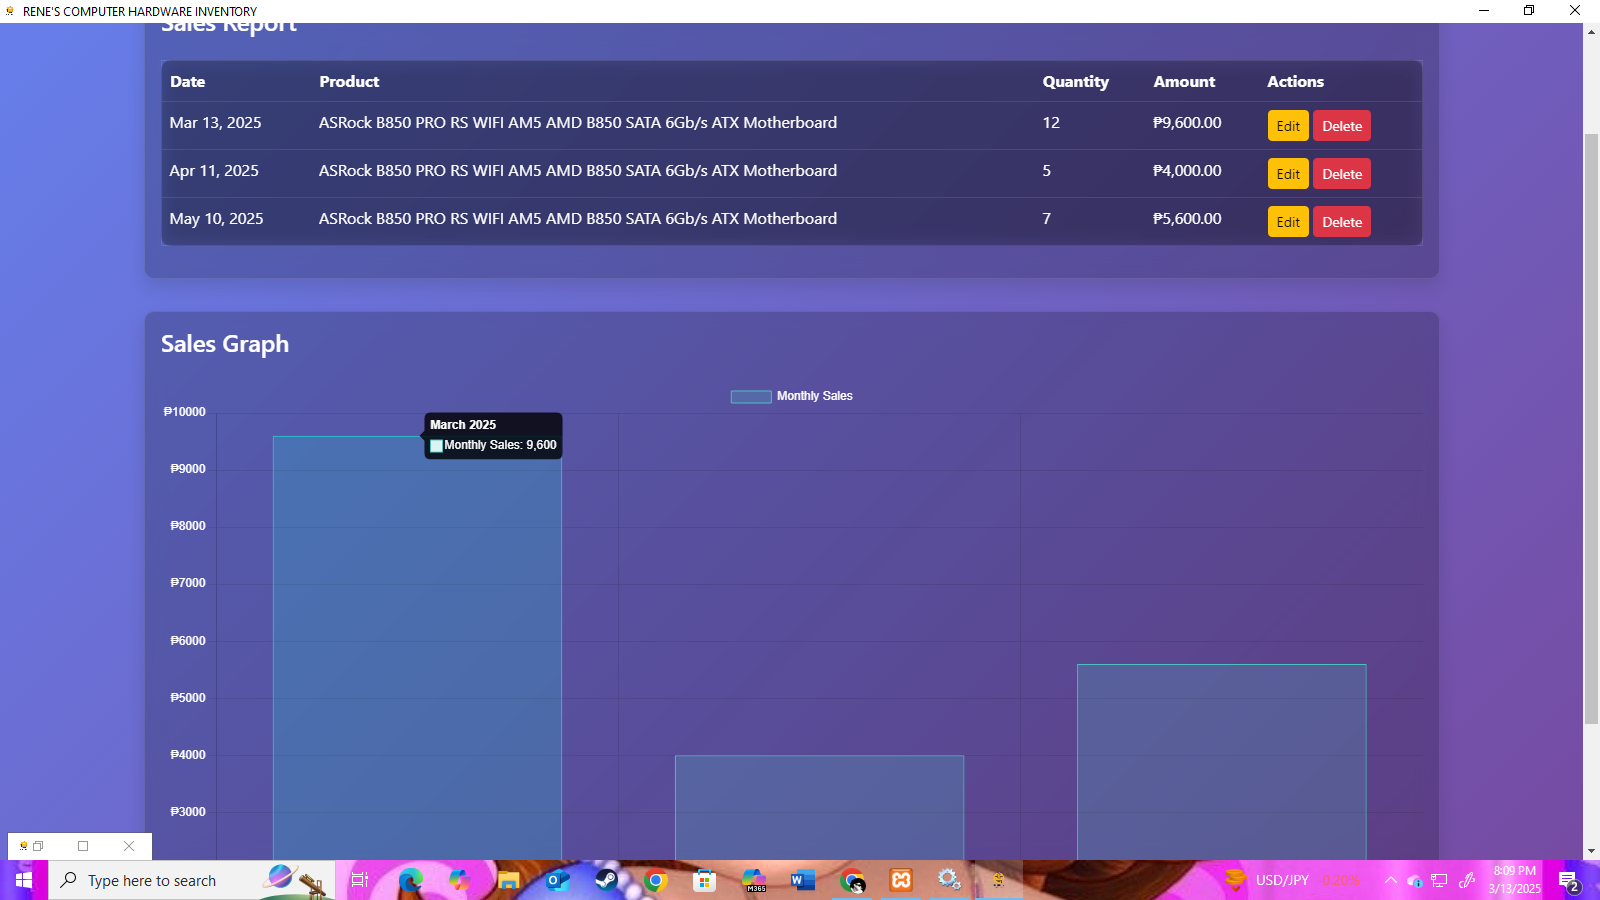 RENE'S COMPUTER HARDWARE INVENTORY
Sales Report
Date Product Quantity Amount Actions
Mar 13, 2025 ASRock B850 PRO RS WIFI AM5 AMD B850 SATA 6Gb/s ATX Motherboard 12 ₱9,600.00 Edit Delete
Apr 11, 2025 ASRock B850 PRO RS WIFI AM5 AMD B850 SATA 6Gb/s ATX Motherboard 5 ₱4,000.00 Edit Delete
May 10, 2025 ASRock B850 PRO RS WIFI AM5 AMD B850 SATA 6Gb/s ATX Motherboard 7 ₱5,600.00 Edit Delete
Sales Graph
Monthly Sales
₱10000
March 2025
Monthly Sales: 9,600
₱9000
₱8000
₱7000
₱6000
₱5000
₱4000
₱3000
Type here to search
M365
USD/JPY -0.20%
8:09 PM
3/13/2025
2